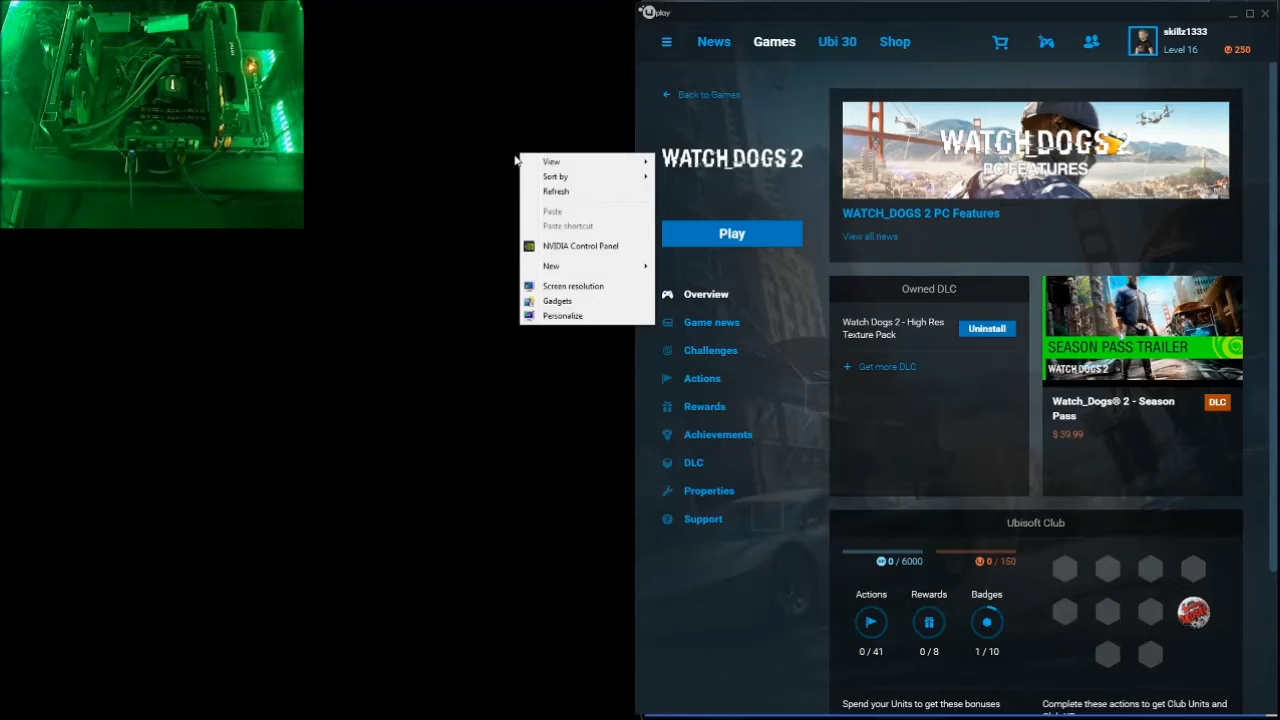 Uplay
News
Games
Ubi 30
Shop
skillz1333
Level 16
250
Back to Games
WATCH_DOGS 2
Play
Overview
Game news
Challenges
Actions
Rewards
Achievements
DLC
Properties
Support
View
Sort by
Refresh
Paste
Paste shortcut
NVIDIA Control Panel
New
Screen resolution
Gadgets
Personalize
WATCH_DOGS 2
PC FEATURES
WATCH_DOGS 2 PC Features
View all news
Owned DLC
Watch Dogs 2 - High Res
Texture Pack
Uninstall
+ Get more DLC
SEASON PASS TRAILER
WATCH_DOGS 2
Watch_Dogs® 2 - Season
Pass
DLC
$ 39.99
Ubisoft Club
0 / 6000
0 / 150
Actions
Rewards
Badges
0 / 41
0 / 8
1 / 10
Spend your Units to get these bonuses
Complete these actions to get Club Units and